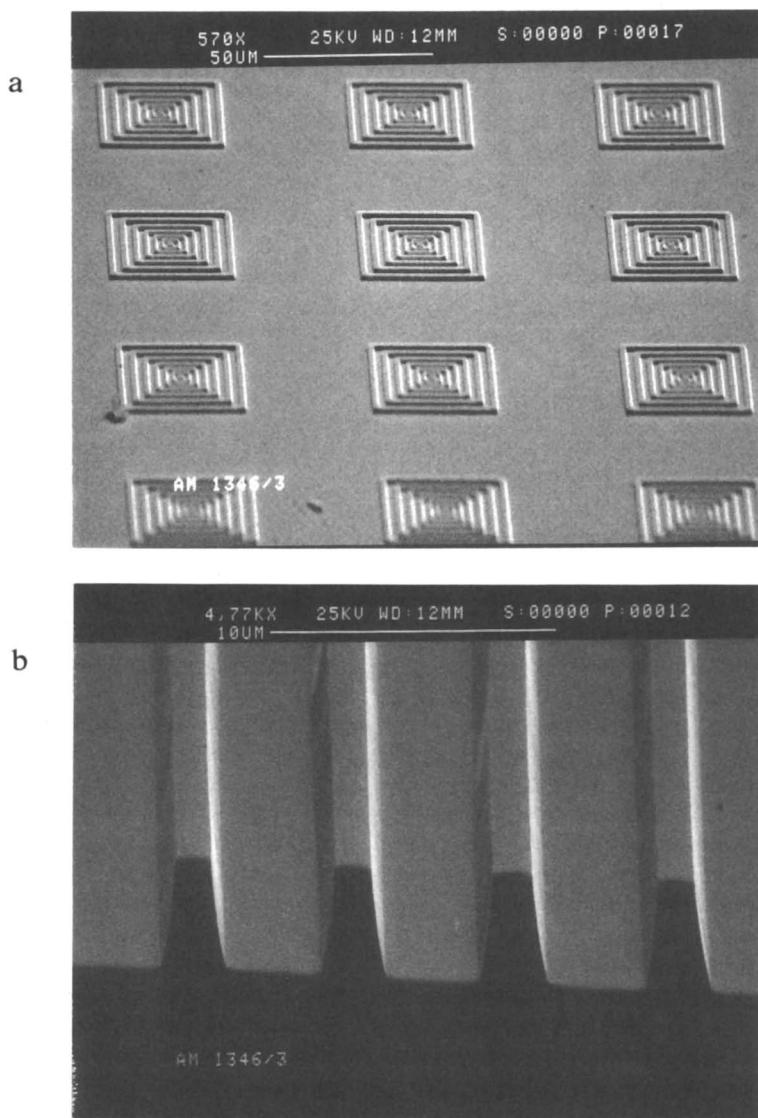 a
570X 25KV WD:12MM S:00000 P:00017
50UM
AM 1346/3
b
4,77KX 25KV WD:12MM S:00000 P:00012
10UM
AM 1346/3